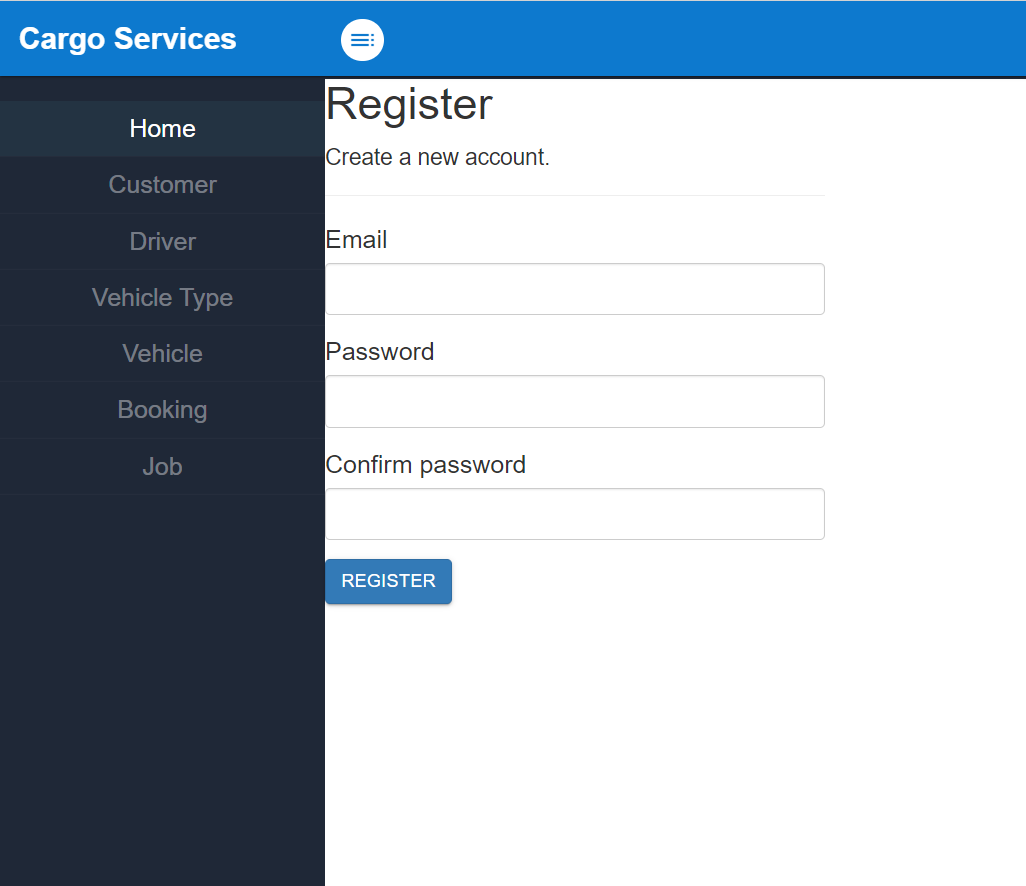 Cargo Services
Home
Customer
Driver
Vehicle Type
Vehicle
Booking
Job
Register
Create a new account.
Email
Password
Confirm password
REGISTER